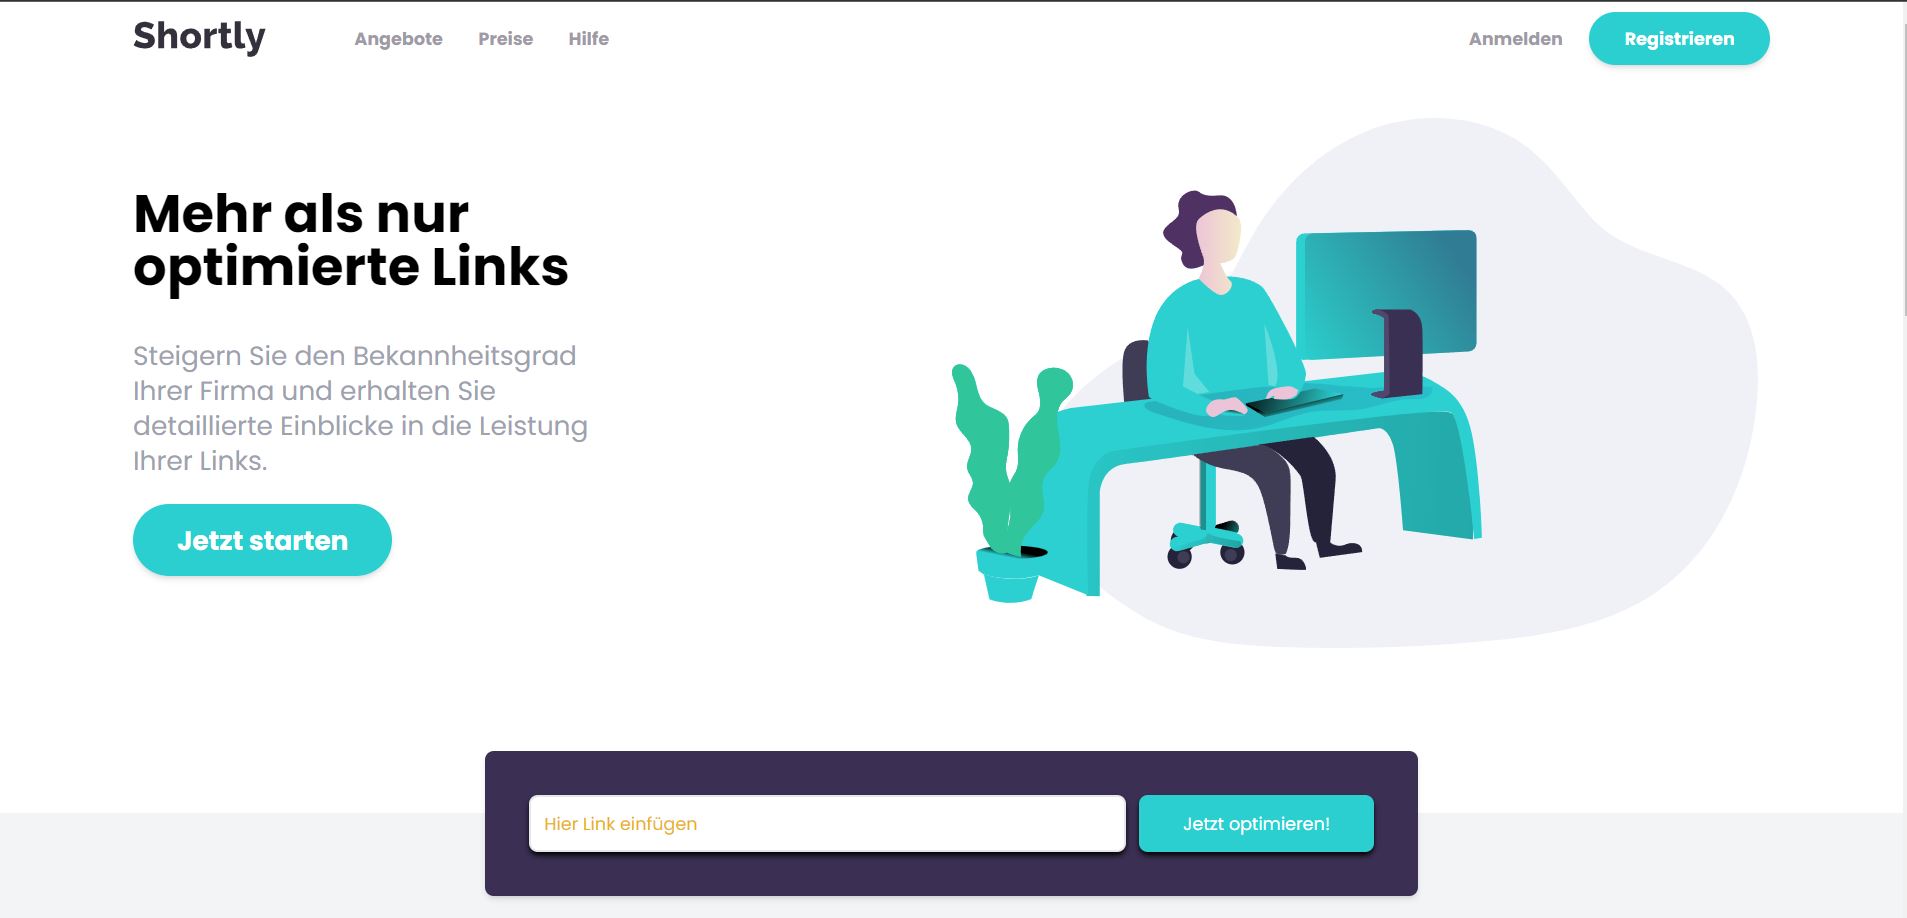 Shortly
Angebote
Preise
Hilfe
Anmelden
Registrieren
Mehr als nur
optimierte Links
Steigern Sie den Bekannheitsgrad
Ihrer Firma und erhalten Sie
detaillierte Einblicke in die Leistung
Ihrer Links.
Jetzt starten
Hier Link einfügen
Jetzt optimieren!